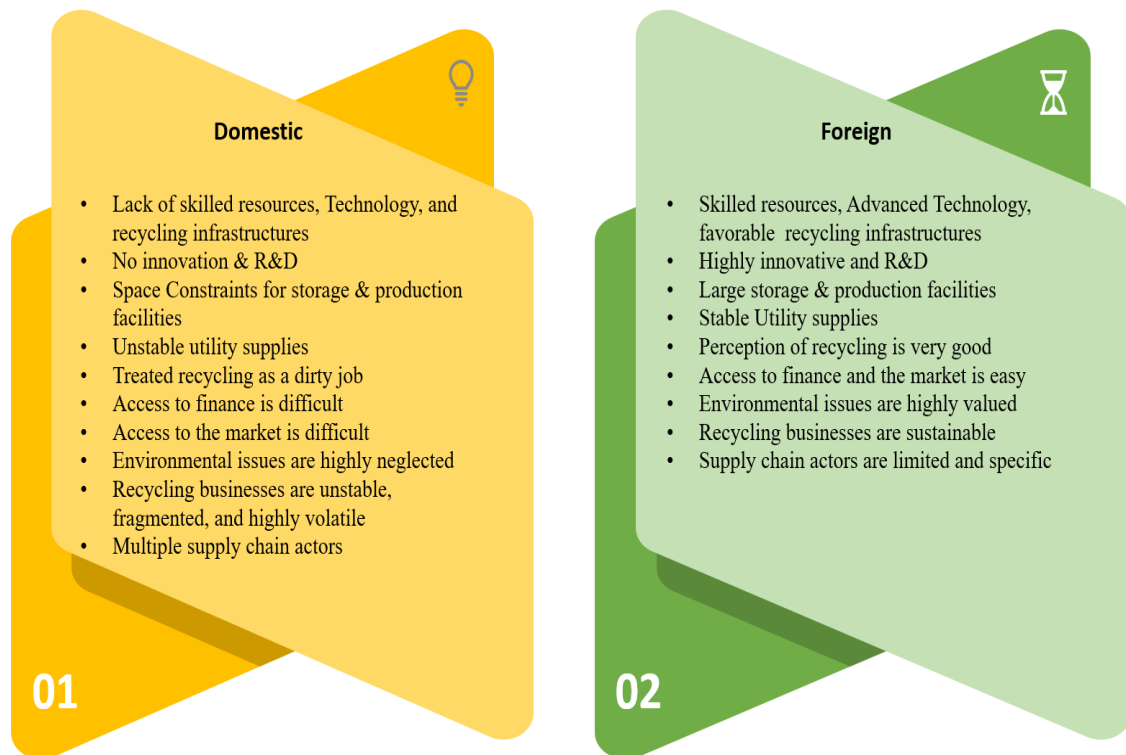 Domestic
• Lack of skilled resources, Technology, and
recycling infrastructures
• No innovation & R&D
• Space Constraints for storage & production
facilities
• Unstable utility supplies
• Treated recycling as a dirty job
• Access to finance is difficult
• Access to the market is difficult
• Environmental issues are highly neglected
• Recycling businesses are unstable,
fragmented, and highly volatile
• Multiple supply chain actors
01
Foreign
• Skilled resources, Advanced Technology,
favorable recycling infrastructures
• Highly innovative and R&D
• Large storage & production facilities
• Stable Utility supplies
• Perception of recycling is very good
• Access to finance and the market is easy
• Environmental issues are highly valued
• Recycling businesses are sustainable
• Supply chain actors are limited and specific
02